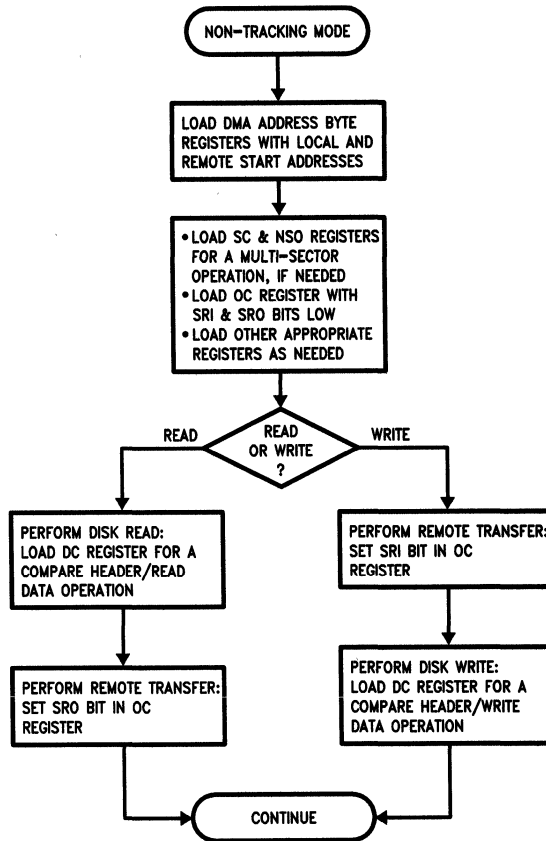 NON-TRACKING MODE
LOAD DMA ADDRESS BYTE
REGISTERS WITH LOCAL AND
REMOTE START ADDRESSES
• LOAD SC & NSO REGISTERS
FOR A MULTI-SECTOR
OPERATION, IF NEEDED
• LOAD OC REGISTER WITH
SRI & SRO BITS LOW
• LOAD OTHER APPROPRIATE
REGISTERS AS NEEDED
READ
OR WRITE
?
READ
WRITE
PERFORM DISK READ:
LOAD DC REGISTER FOR A
COMPARE HEADER/READ
DATA OPERATION
PERFORM REMOTE TRANSFER:
SET SRO BIT IN OC
REGISTER
PERFORM REMOTE TRANSFER:
SET SRI BIT IN OC
REGISTER
PERFORM DISK WRITE:
LOAD DC REGISTER FOR A
COMPARE HEADER/WRITE
DATA OPERATION
CONTINUE